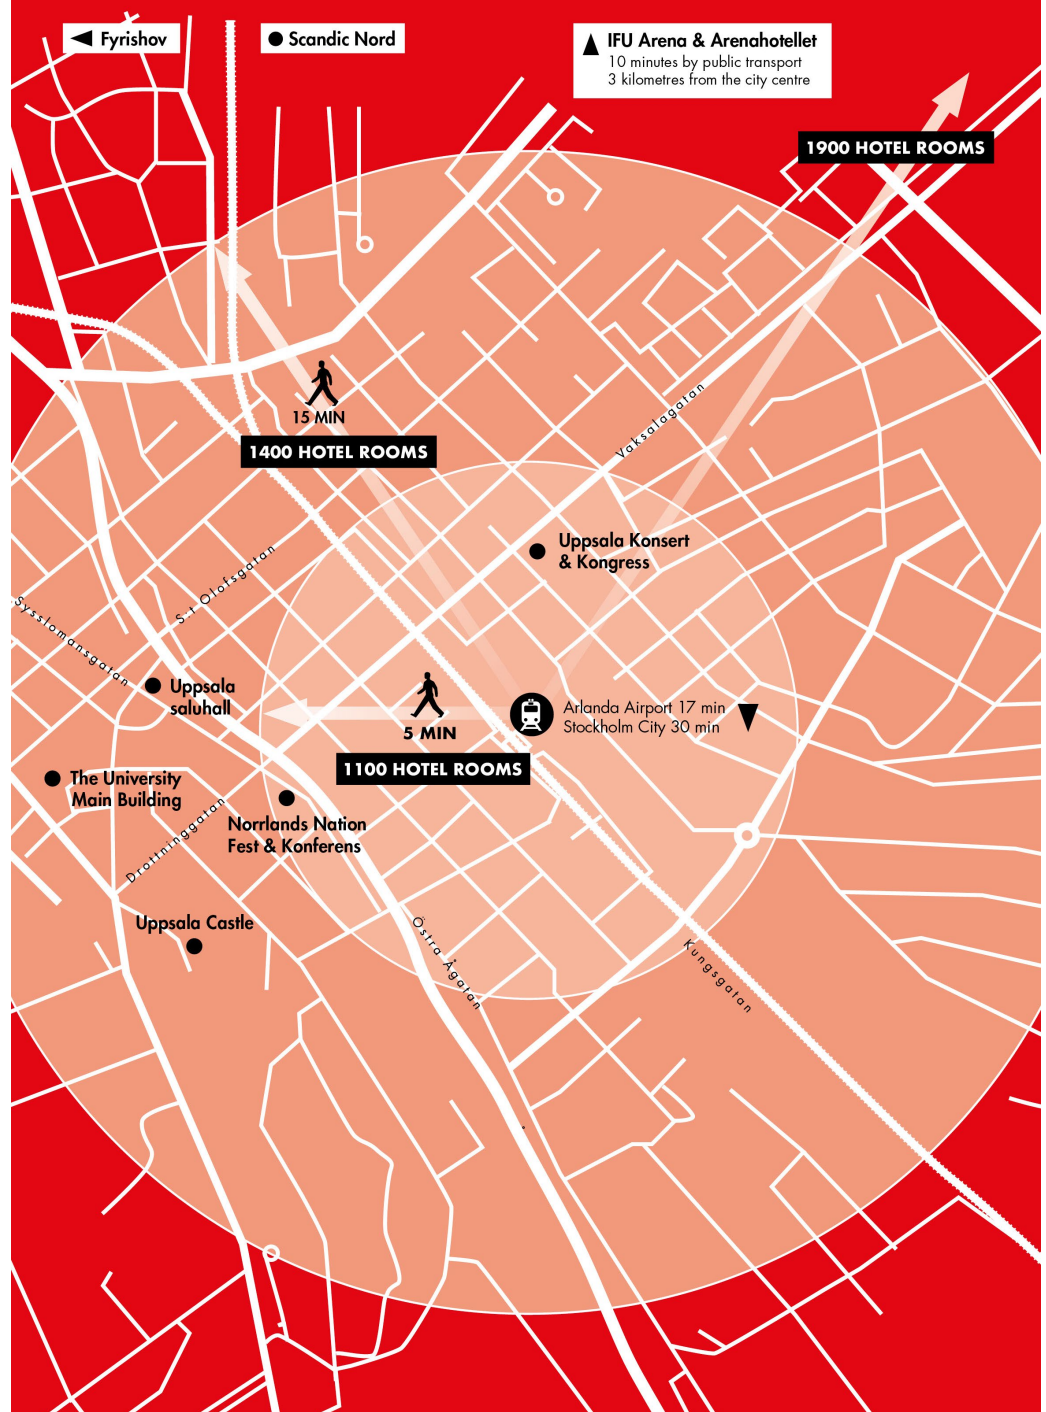 Fyrishov
Scandic Nord
IFU Arena & Arenahotellet
10 minutes by public transport
3 kilometres from the city centre
1900 HOTEL ROOMS
Vaksalagatan
15 MIN
1400 HOTEL ROOMS
Uppsala Konsert
& Kongress
S:t Olofsgatan
Sysslomansgatan
Uppsala
saluhall
5 MIN
Arlanda Airport 17 min
Stockholm City 30 min
1100 HOTEL ROOMS
The University
Main Building
Drottninggatan
Norrlands Nation
Fest & Konferens
Uppsala Castle
Östra Ågatan
Kungsgatan